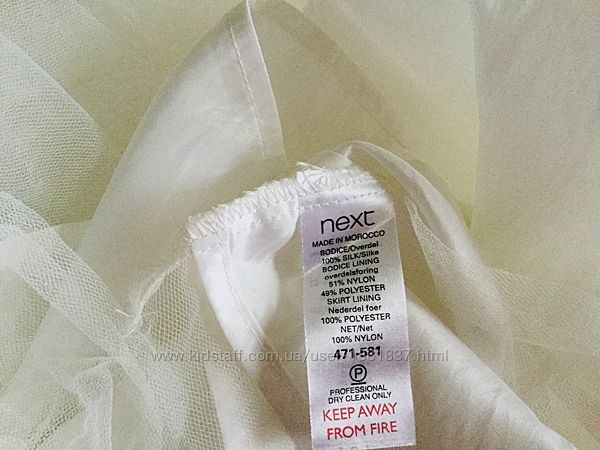 next
MADE IN MOROCCO
BODICE/Overdel
100% SILK/Silke
BODICE LINING
overdelsforing
51% NYLON
49% POLYESTER
SKIRT LINING
Nederdel foer
100% POLYESTER
NET/Net
100% NYLON
471-581
P
PROFESSIONAL
DRY CLEAN ONLY
KEEP AWAY
FROM FIRE